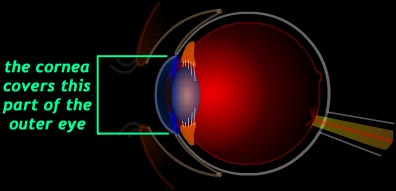 the cornea
covers this
part of the
outer eye